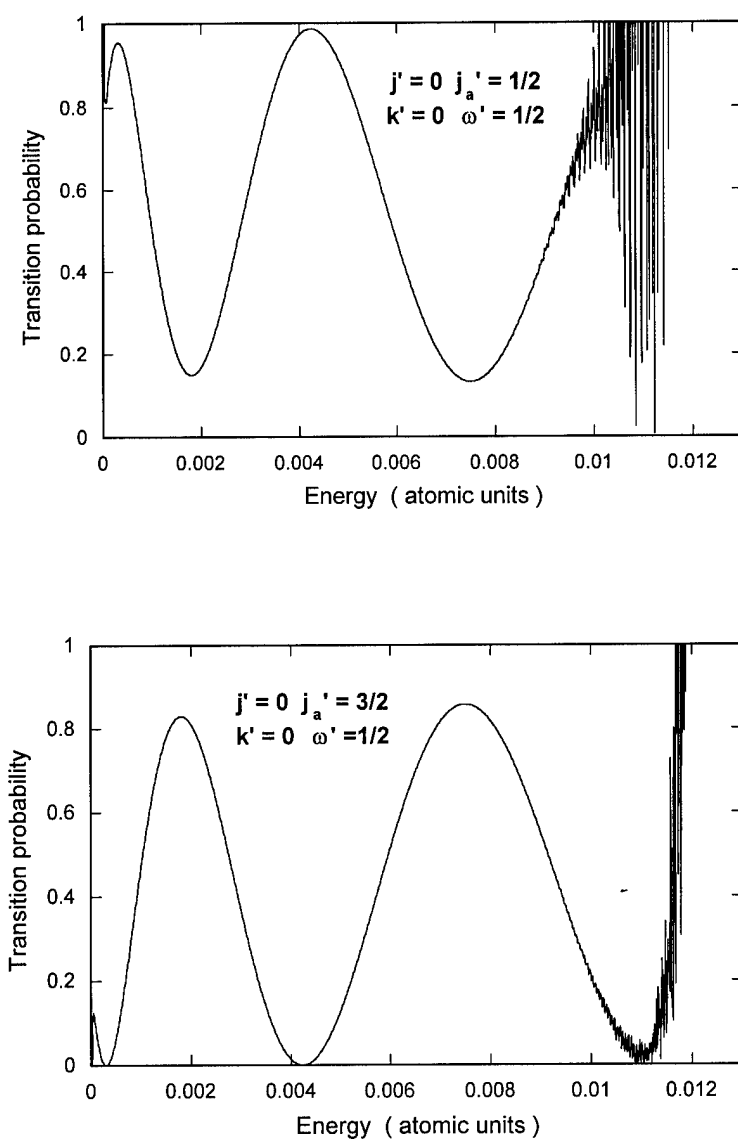 1
0.8
0.6
0.4
0.2
0
Transition probability
j' = 0 j_a' = 1/2
k' = 0 ω' = 1/2
0 0.002 0.004 0.006 0.008 0.01 0.012
Energy ( atomic units )
1
0.8
0.6
0.4
0.2
0
Transition probability
j' = 0 j_a' = 3/2
k' = 0 ω' =1/2
0 0.002 0.004 0.006 0.008 0.01 0.012
Energy ( atomic units )